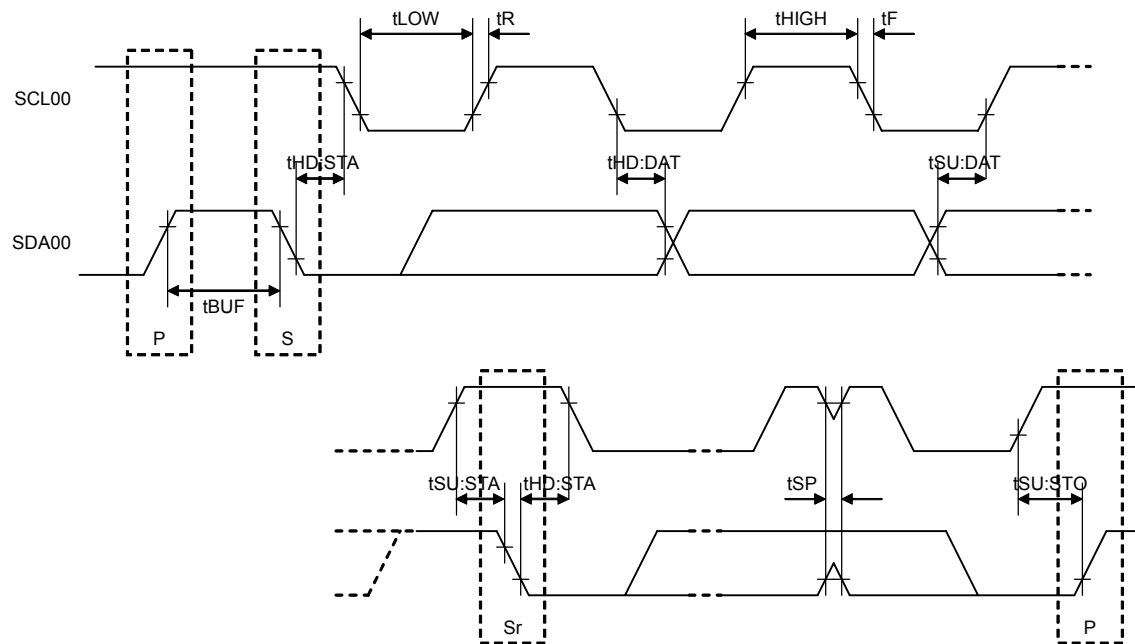 tLOW tR tHIGH tF
SCL00
tHD:STA tHD:DAT tSU:DAT
SDA00
tBUF
P S
tSU:STA tHD:STA tSP tSU:STO
Sr P